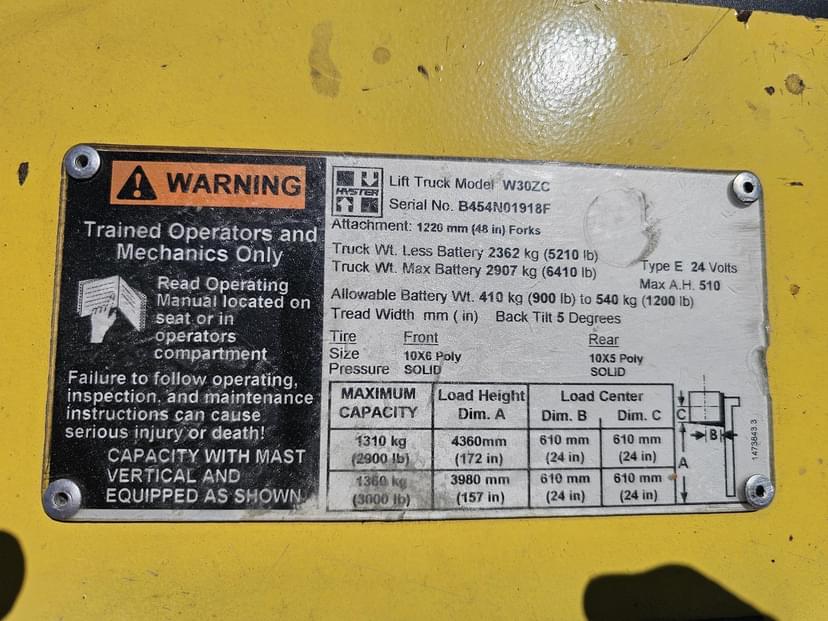 WARNING
Trained Operators and
Mechanics Only
Read Operating
Manual located on
seat or in
operators
compartment
Failure to follow operating,
inspection, and maintenance
instructions can cause
serious injury or death!
CAPACITY WITH MAST
VERTICAL AND
EQUIPPED AS SHOWN.
HYSTER
Lift Truck Model W30ZC
Serial No. B454N01918F
Attachment: 1220 mm (48 in) Forks
Truck Wt. Less Battery 2362 kg (5210 lb)
Truck Wt. Max Battery 2907 kg (6410 lb)
Type E 24 Volts
Max A.H. 510
Allowable Battery Wt. 410 kg (900 lb) to 540 kg (1200 lb)
Tread Width mm ( in) Back Tilt 5 Degrees
Tire Front Rear
Size 10X6 Poly 10X5 Poly
Pressure SOLID SOLID
MAXIMUM CAPACITY Load Height Dim. A Load Center Dim. B Dim. C
1310 kg 4360mm 610 mm 610 mm
(2900 lb) (172 in) (24 in) (24 in)
1360 kg 3980 mm 610 mm 610 mm
(3000 lb) (157 in) (24 in) (24 in)
C
B
A
1473843.3